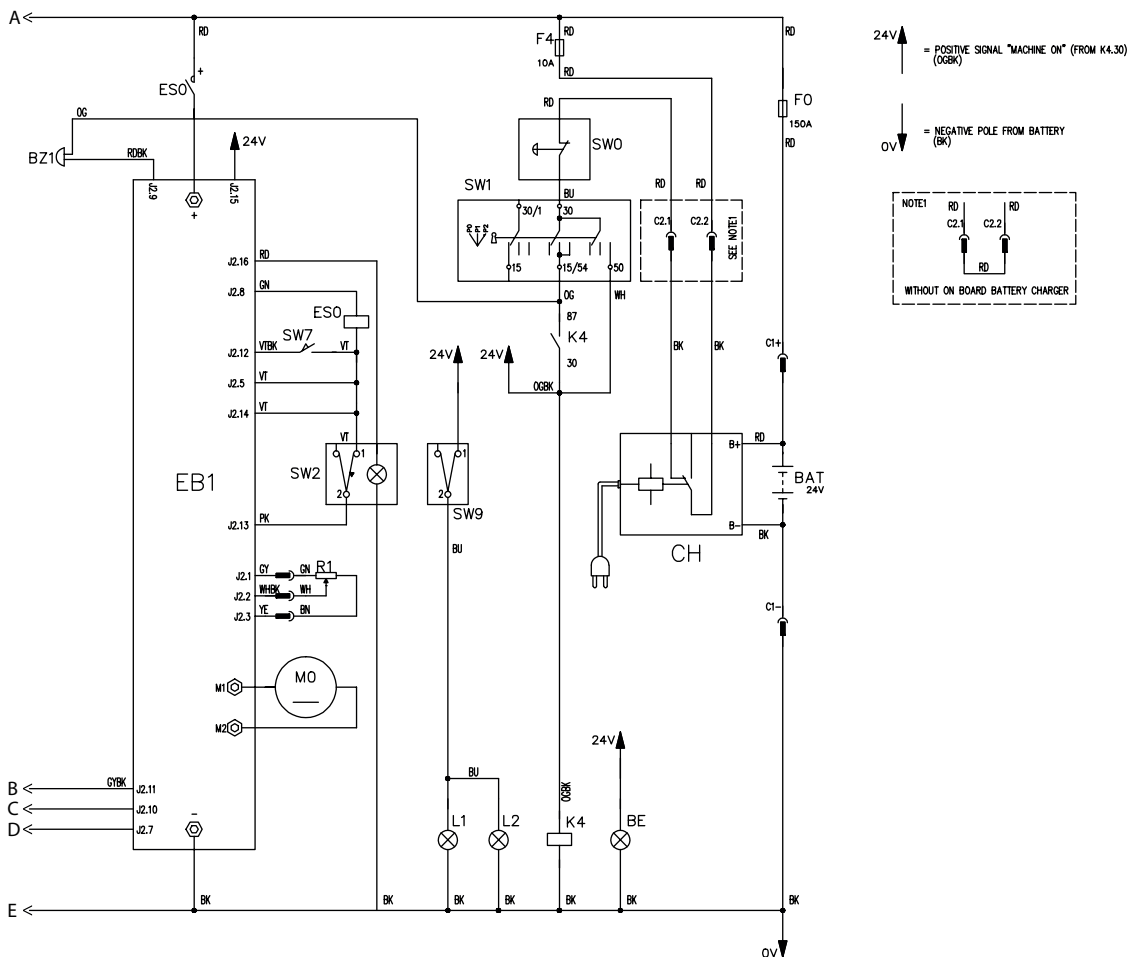 A
RD
RD
RD
F4
10A
RD
24V
= POSITIVE SIGNAL "MACHINE ON" (FROM K4.30)
(OGBK)
ES0
+
OG
RD
F0
150A
RD
BZ1
RDBK
24V
SW0
0V
= NEGATIVE POLE FROM BATTERY
(BK)
J2.9
J2.15
+
SW1
BU
RD
RD
NOTE1
RD
RD
30/1
30
P0
P1
P2
C2.1
C2.2
SEE NOTE1
C2.1
C2.2
RD
WITHOUT ON BOARD BATTERY CHARGER
15
15/54
50
J2.16
RD
J2.8
GN
OG
WH
ES0
87
K4
30
SW7
J2.12
VTBK
VT
24V
24V
BK
BK
C1+
J2.5
VT
OGBK
J2.14
VT
VT
1
SW2
2
1
2
SW9
B+
RD
BAT
24V
EB1
J2.13
PK
B-
BK
BU
CH
J2.1
GY
GN
R1
J2.2
WHBK
WH
J2.3
YE
BN
C1-
M0
M1
M2
24V
B
GYBK
J2.11
BU
OGBK
C
J2.10
D
J2.7
-
L1
L2
K4
BE
E
BK
BK
BK
BK
BK
BK
BK
0V